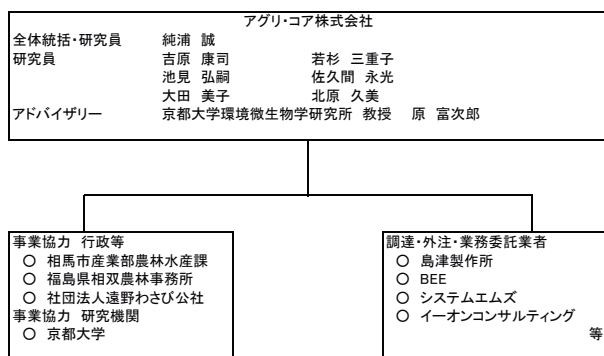 アグリ・コア株式会社
全体統括・研究員 純浦 誠
研究員 吉原 康司 若杉 三重子
池見 弘嗣 佐久間 永光
大田 美子 北原 久美
アドバイザリー 京都大学環境微生物学研究所 教授 原 富次郎
事業協力 行政等
○ 相馬市産業部農林水産課
○ 福島県相双農林事務所
○ 社団法人遠野わさび公社
事業協力 研究機関
○ 京都大学
調達・外注・業務委託業者
○ 島津製作所
○ BEE
○ システムエムズ
○ イーオンコンサルティング
等